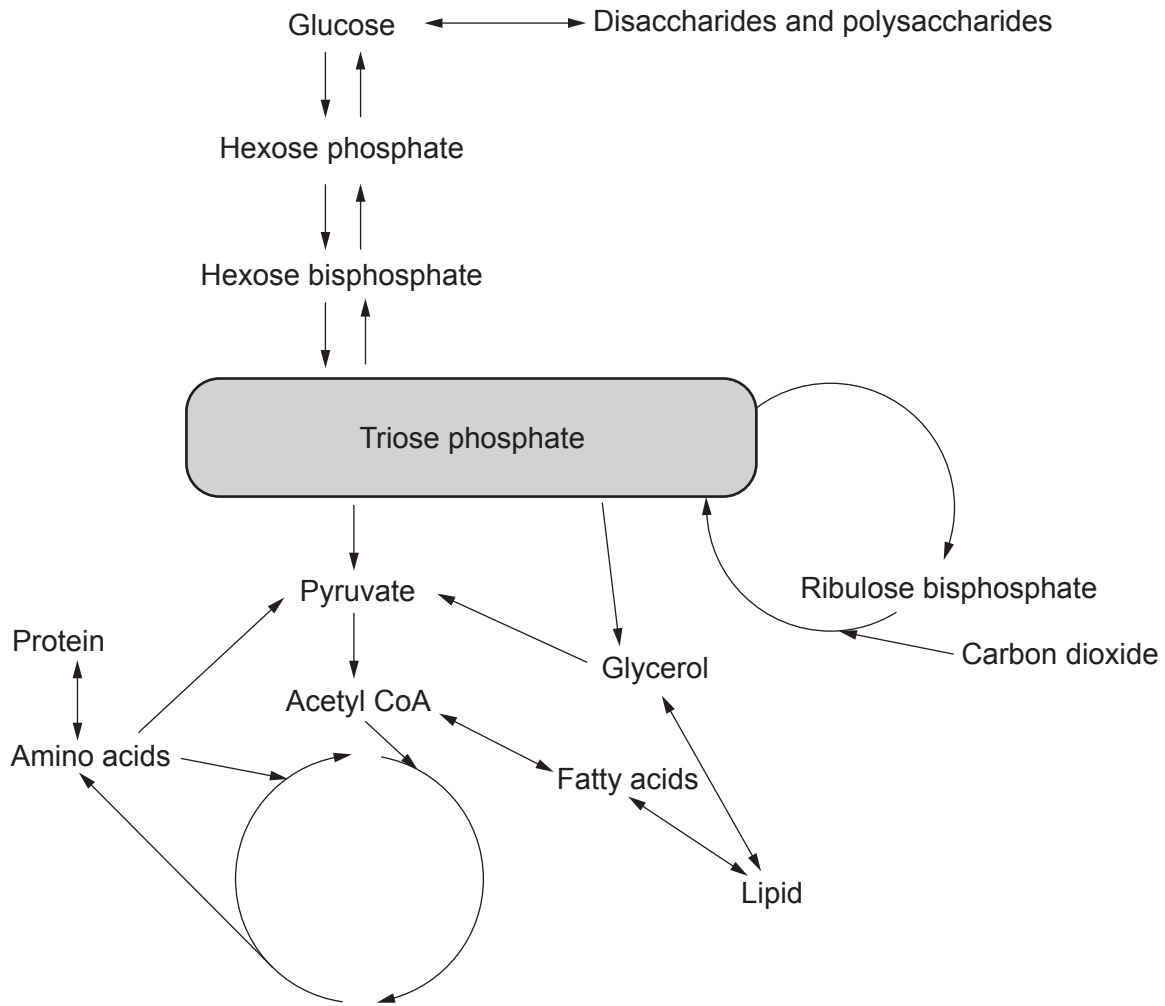 Glucose
Disaccharides and polysaccharides
Hexose phosphate
Hexose bisphosphate
Triose phosphate
Pyruvate
Ribulose bisphosphate
Protein
Carbon dioxide
Glycerol
Acetyl CoA
Amino acids
Fatty acids
Lipid